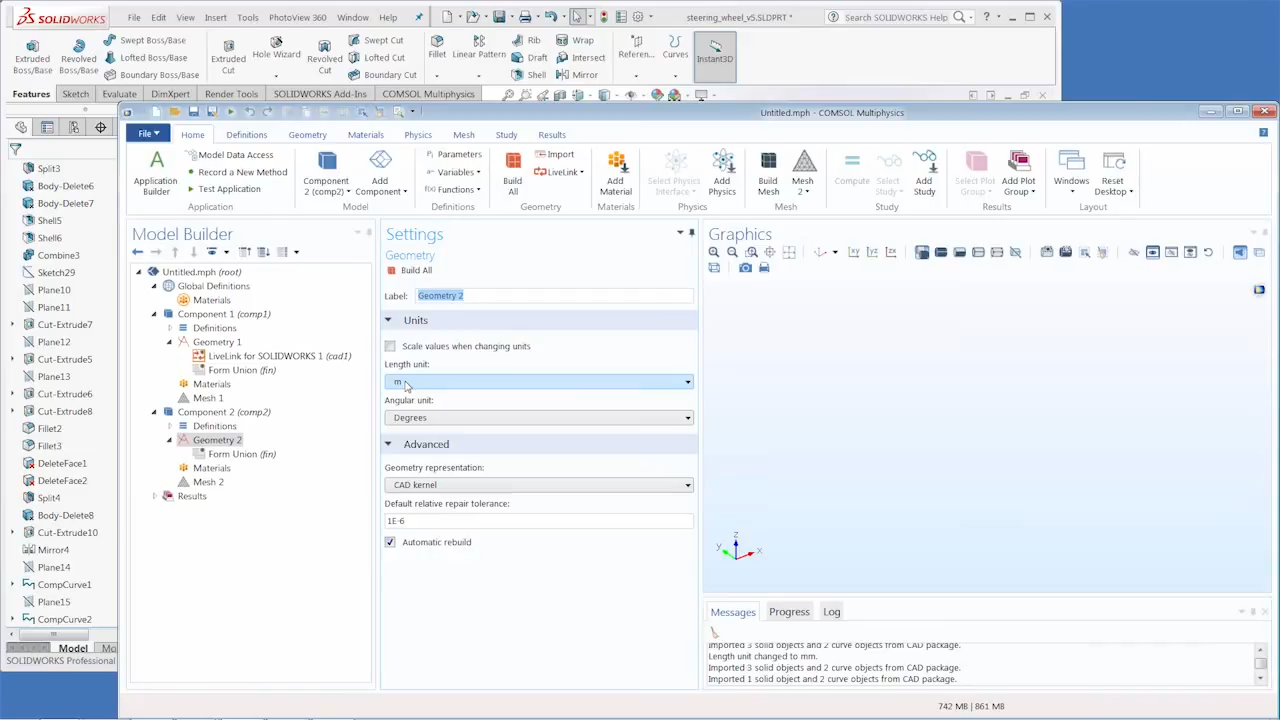 SOLIDWORKS File Edit View Insert Tools PhotoView 360 Window Help steering_wheel_v5.SLDPRT * Search SOLIDWORKS Help
Extruded Boss/Base
Revolved Boss/Base
Swept Boss/Base
Lofted Boss/Base
Boundary Boss/Base
Extruded Cut
Hole Wizard
Revolved Cut
Swept Cut
Lofted Cut
Boundary Cut
Fillet
Linear Pattern
Rib
Draft
Shell
Wrap
Intersect
Mirror
Referen...
Curves
Instant3D
Features Sketch Evaluate DimXpert Render Tools SOLIDWORKS Add-Ins COMSOL Multiphysics
Untitled.mph - COMSOL Multiphysics
File Home Definitions Geometry Materials Physics Mesh Study Results
Application Builder
Model Data Access
Record a New Method
Test Application
Component 2 (comp2)
Add Component
Parameters
Variables
Functions
Build All
Import
LiveLink
Add Material
Select Physics Interface
Add Physics
Build Mesh
Mesh 2
Compute
Select Study
Add Study
Select Plot Group
Add Plot Group
Windows
Reset Desktop
Application Model Definitions Geometry Materials Physics Mesh Study Results Layout
Split3
Body-Delete6
Body-Delete7
Shell5
Shell6
Combine3
Sketch29
Plane10
Plane11
Cut-Extrude7
Plane12
Cut-Extrude5
Plane13
Cut-Extrude6
Cut-Extrude8
Fillet2
Fillet3
DeleteFace1
DeleteFace2
Split4
Body-Delete8
Cut-Extrude10
Mirror4
Plane14
CompCurve1
Plane15
CompCurve2
Model Mo
SOLIDWORKS Professional
Model Builder
Untitled.mph (root)
Global Definitions
Materials
Component 1 (comp1)
Definitions
Geometry 1
LiveLink for SOLIDWORKS 1 (cad1)
Form Union (fin)
Materials
Mesh 1
Component 2 (comp2)
Definitions
Geometry 2
Form Union (fin)
Materials
Mesh 2
Results
Settings
Geometry
Build All
Label: Geometry 2
Units
Scale values when changing units
Length unit:
m
Angular unit:
Degrees
Advanced
Geometry representation:
CAD kernel
Default relative repair tolerance:
1E-6
Automatic rebuild
Graphics
z
y
x
Messages Progress Log
Imported 3 solid objects and 2 curve objects from CAD package.
Length unit changed to mm.
Imported 3 solid objects and 2 curve objects from CAD package.
Imported 1 solid object and 2 curve objects from CAD package.
742 MB | 861 MB